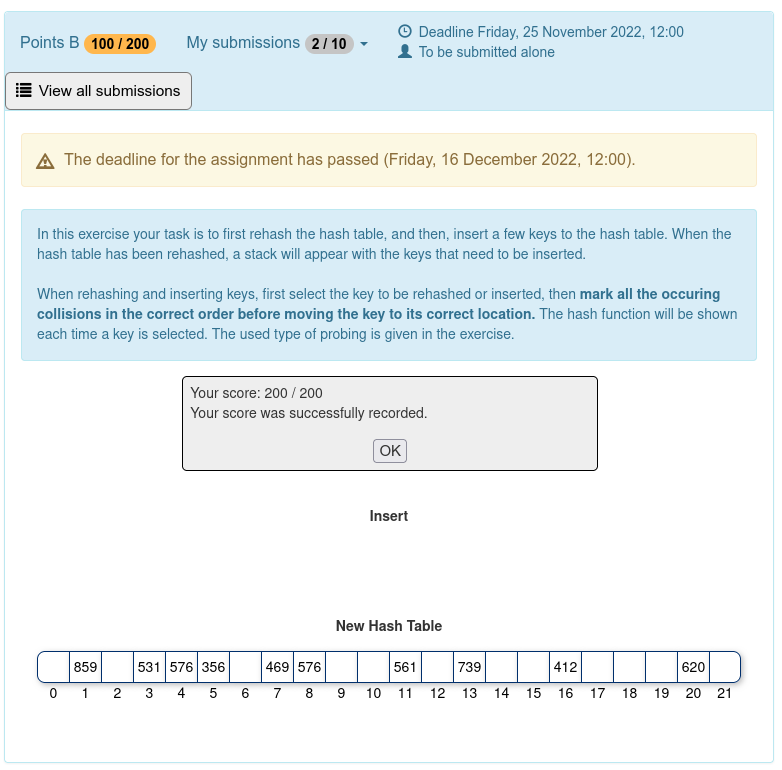 Points B 100 / 200 My submissions 2 / 10 Deadline Friday, 25 November 2022, 12:00
To be submitted alone
View all submissions
The deadline for the assignment has passed (Friday, 16 December 2022, 12:00).
In this exercise your task is to first rehash the hash table, and then, insert a few keys to the hash table. When the
hash table has been rehashed, a stack will appear with the keys that need to be inserted.
When rehashing and inserting keys, first select the key to be rehashed or inserted, then mark all the occuring
collisions in the correct order before moving the key to its correct location. The hash function will be shown
each time a key is selected. The used type of probing is given in the exercise.
Your score: 200 / 200
Your score was successfully recorded.
OK
Insert
New Hash Table
859 531 576 356 469 576 561 739 412 620
0 1 2 3 4 5 6 7 8 9 10 11 12 13 14 15 16 17 18 19 20 21